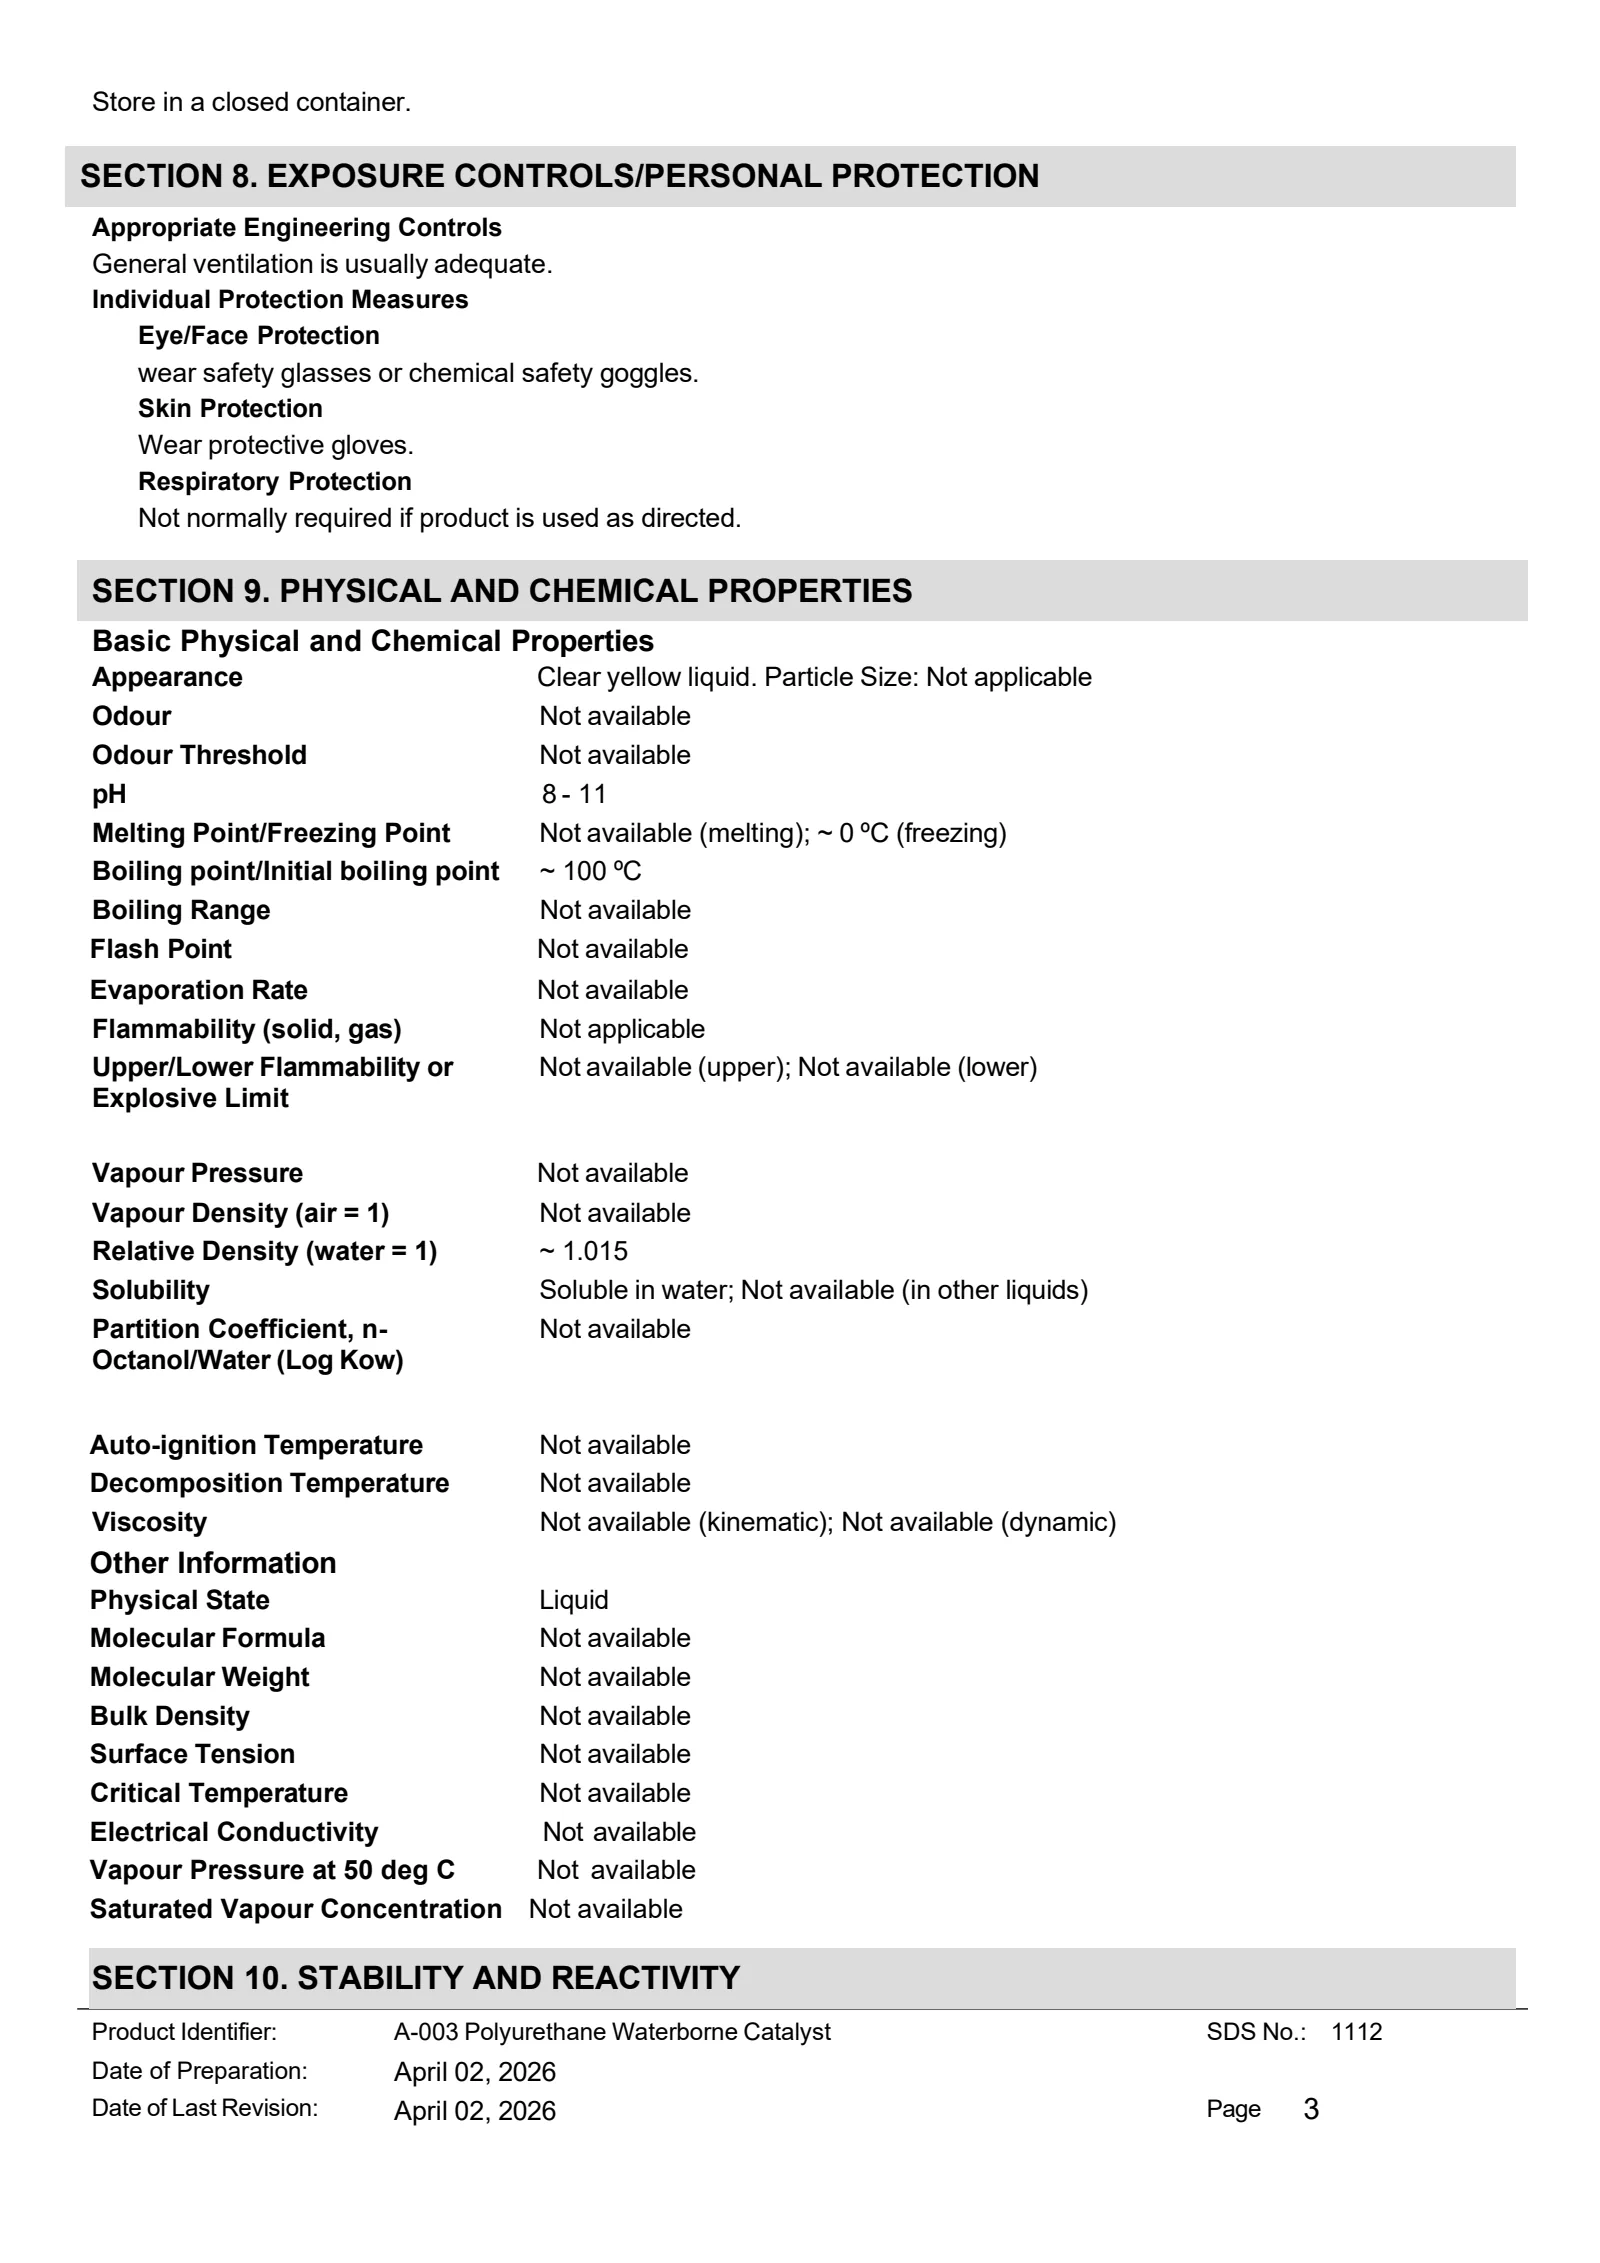 Store in a closed container.
SECTION 8. EXPOSURE CONTROLS/PERSONAL PROTECTION
Appropriate Engineering Controls
General ventilation is usually adequate.
Individual Protection Measures
Eye/Face Protection
wear safety glasses or chemical safety goggles.
Skin Protection
Wear protective gloves.
Respiratory Protection
Not normally required if product is used as directed.
SECTION 9. PHYSICAL AND CHEMICAL PROPERTIES
Basic Physical and Chemical Properties
Appearance Clear yellow liquid. Particle Size: Not applicable
Odour Not available
Odour Threshold Not available
pH 8 - 11
Melting Point/Freezing Point Not available (melting); ~ 0 ºC (freezing)
Boiling point/Initial boiling point ~ 100 ºC
Boiling Range Not available
Flash Point Not available
Evaporation Rate Not available
Flammability (solid, gas) Not applicable
Upper/Lower Flammability or Not available (upper); Not available (lower)
Explosive Limit
Vapour Pressure Not available
Vapour Density (air = 1) Not available
Relative Density (water = 1) ~ 1.015
Solubility Soluble in water; Not available (in other liquids)
Partition Coefficient, n- Not available
Octanol/Water (Log Kow)
Auto-ignition Temperature Not available
Decomposition Temperature Not available
Viscosity Not available (kinematic); Not available (dynamic)
Other Information
Physical State Liquid
Molecular Formula Not available
Molecular Weight Not available
Bulk Density Not available
Surface Tension Not available
Critical Temperature Not available
Electrical Conductivity Not available
Vapour Pressure at 50 deg C Not available
Saturated Vapour Concentration Not available
SECTION 10. STABILITY AND REACTIVITY
Product Identifier: A-003 Polyurethane Waterborne Catalyst SDS No.: 1112
Date of Preparation: April 02, 2026
Date of Last Revision: April 02, 2026 Page 3